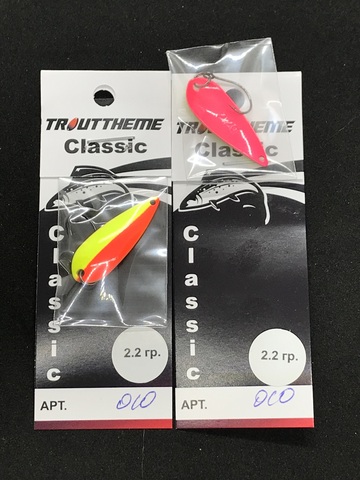 TROUTTHEME
Classic
Classic
2.2 гр.
АРТ. 010
TROUTTHEME
Classic
Classic
2.2 гр.
АРТ. 010